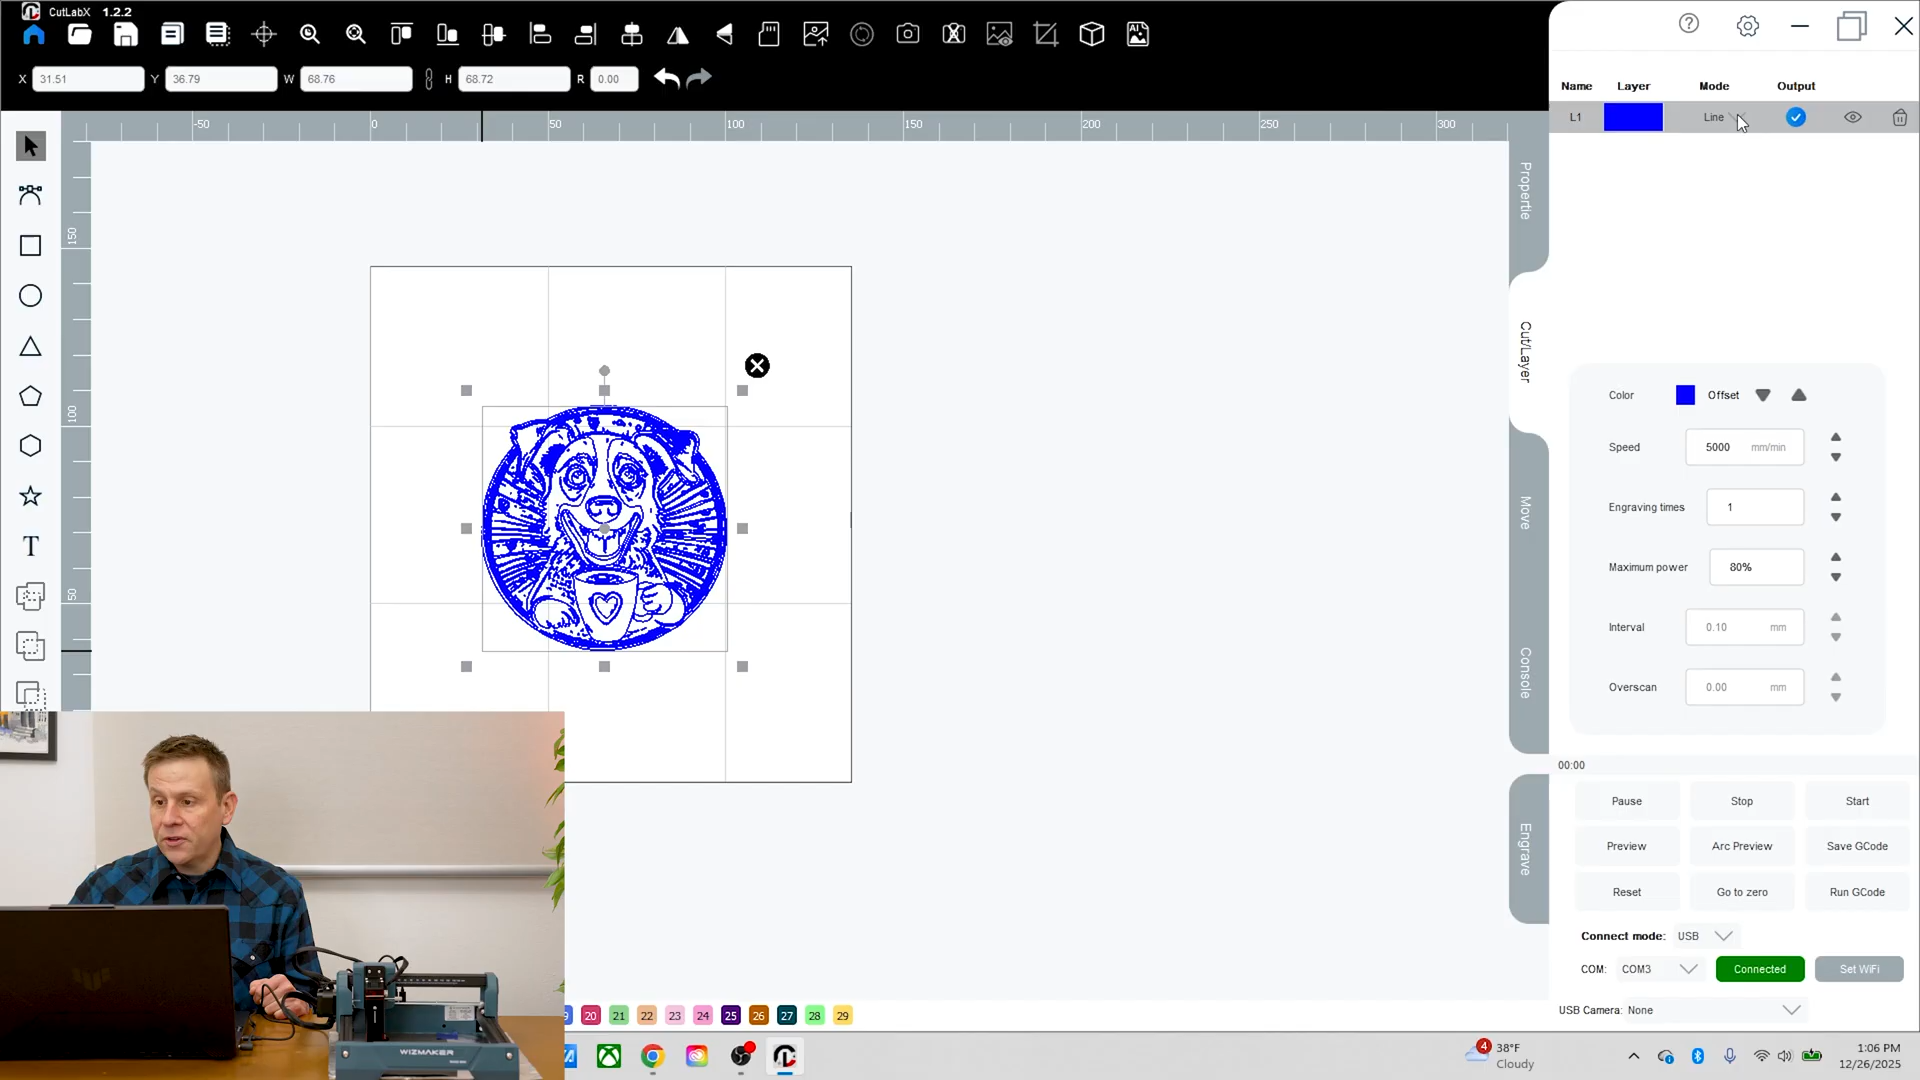 CutLabX 1.2.2
X 31.51 Y 36.79 W 68.76 H 68.72 R 0.00
-50 0 50 100 150 200 250 300
150
100
50
T
AI
Name Layer Mode Output
L1 Line
Propertie
Cut/Layer
Move
Console
Engrave
Color Offset
Speed 5000 mm/min
Engraving times 1
Maximum power 80%
Interval 0.10 mm
Overscan 0.00 mm
00:00
Pause Stop Start
Preview Arc Preview Save GCode
Reset Go to zero Run GCode
Connect mode: USB
COM: COM3 Connected Set WiFi
USB Camera: None
20 21 22 23 24 25 26 27 28 29
WIZMAKER
4 38°F
Cloudy
1:06 PM
12/26/2025